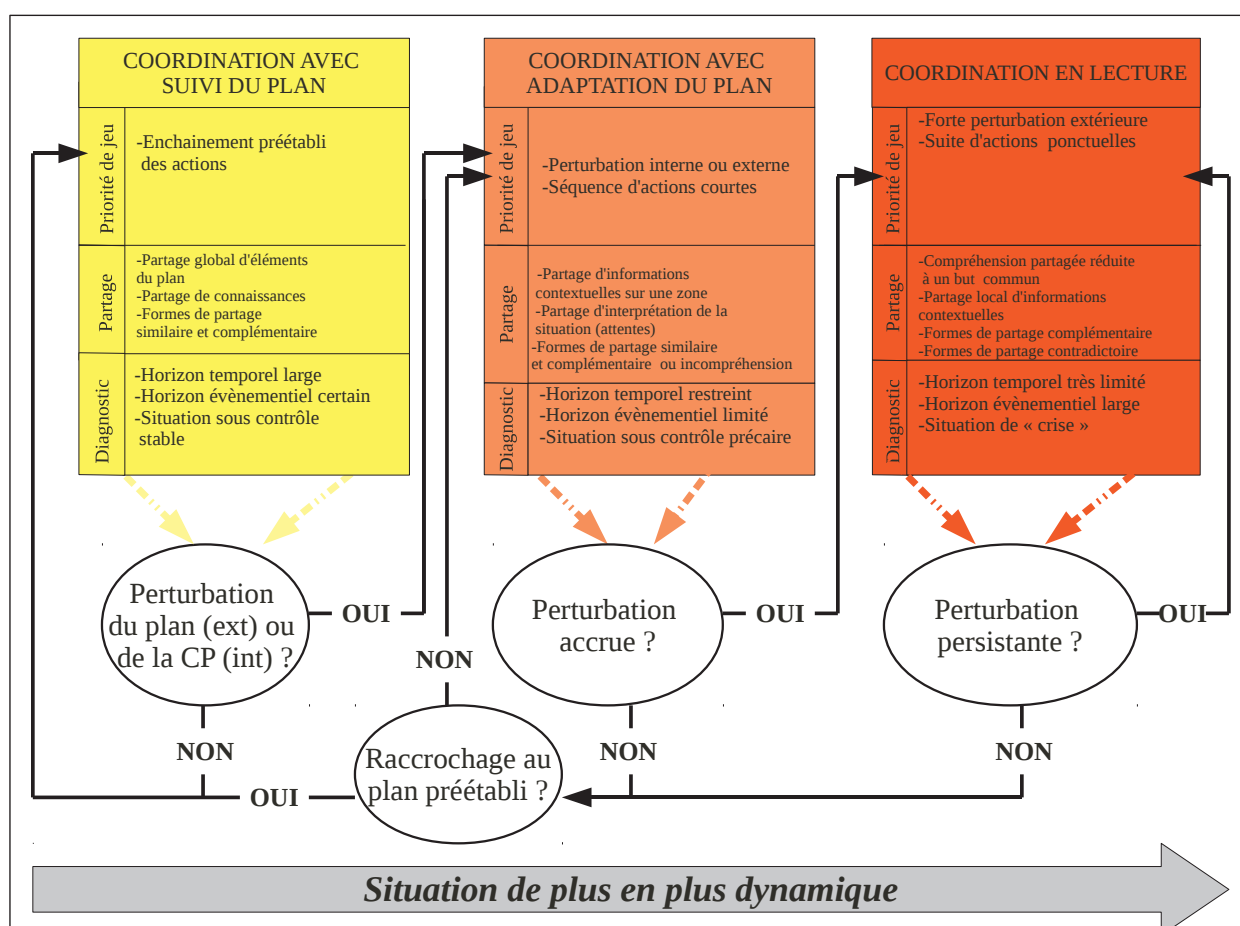 COORDINATION AVEC
SUIVI DU PLAN
Priorité de jeu
-Enchainement préétabli
des actions
Partage
-Partage global d'éléments
du plan
-Partage de connaissances
-Formes de partage
similaire et complémentaire
Diagnostic
-Horizon temporel large
-Horizon évènementiel certain
-Situation sous contrôle
stable
COORDINATION AVEC
ADAPTATION DU PLAN
Priorité de jeu
-Perturbation interne ou externe
-Séquence d'actions courtes
Partage
-Partage d'informations
contextuelles sur une zone
-Partage d'interprétation de la
situation (attentes)
-Formes de partage similaire
et complémentaire ou incompréhension
Diagnostic
-Horizon temporel restreint
-Horizon évènementiel limité
-Situation sous contrôle précaire
COORDINATION EN LECTURE
Priorité de jeu
-Forte perturbation extérieure
-Suite d'actions ponctuelles
Partage
-Compréhension partagée réduite
à un but commun
-Partage local d'informations
contextuelles
-Formes de partage complémentaire
-Formes de partage contradictoire
Diagnostic
-Horizon temporel très limité
-Horizon évènementiel large
-Situation de « crise »
Perturbation
du plan (ext) ou
de la CP (int) ?
OUI
NON
Perturbation
accrue ?
OUI
NON
Perturbation
persistante ?
OUI
NON
Raccrochage au
plan préétabli ?
NON
OUI
Situation de plus en plus dynamique